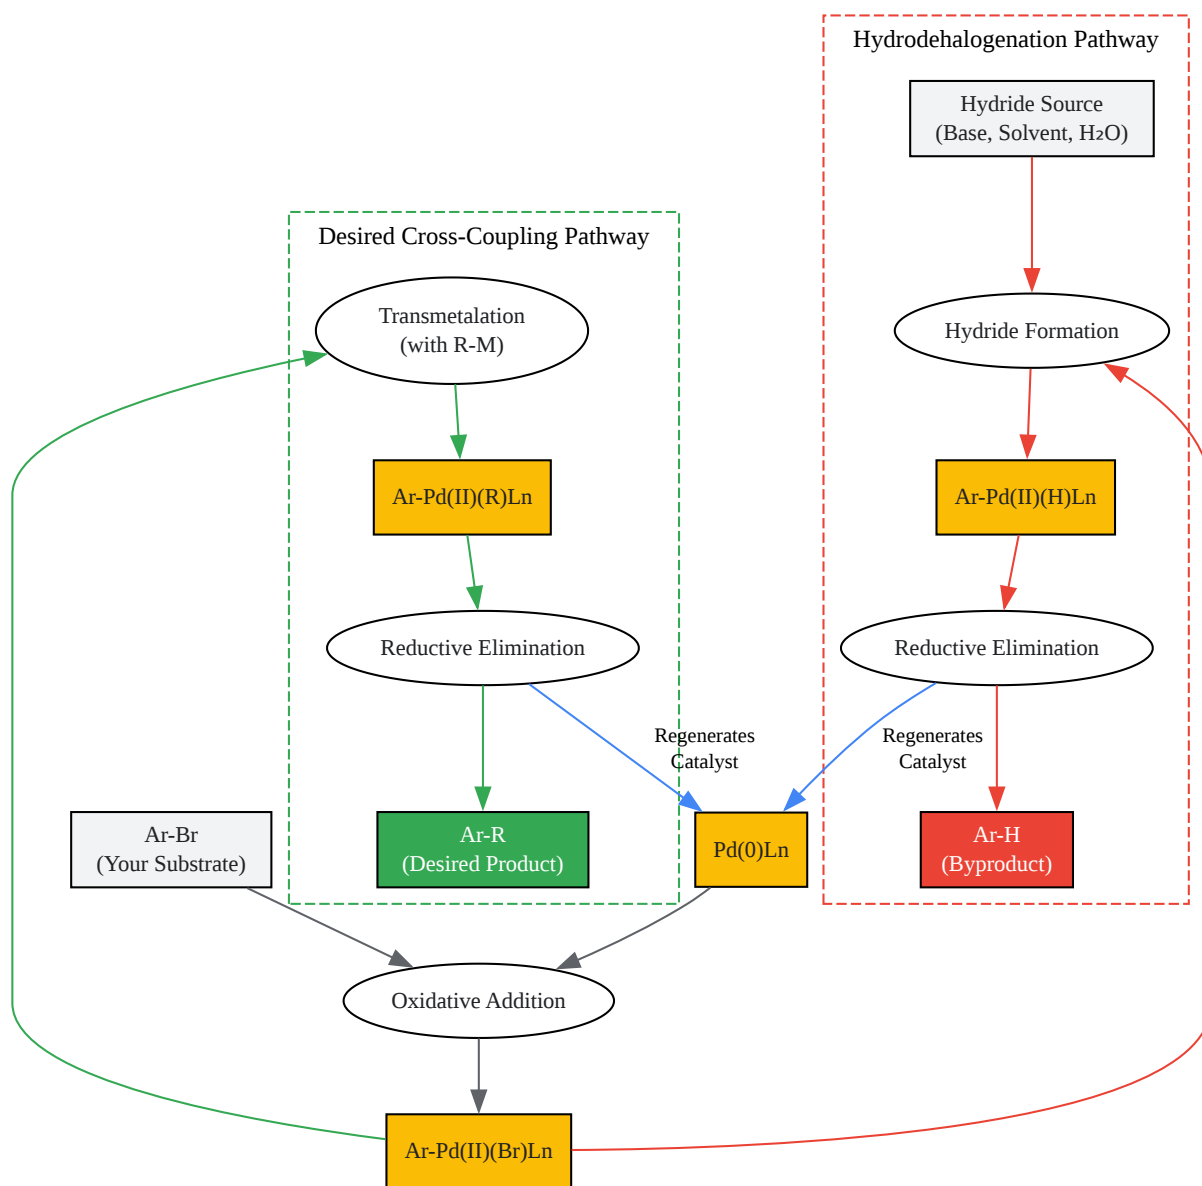 Hydrodehalogenation Pathway
Hydride Source
(Base, Solvent, H₂O)
Desired Cross-Coupling Pathway
Transmetalation
(with R-M)
Hydride Formation
Ar-Pd(II)(R)Ln
Ar-Pd(II)(H)Ln
Reductive Elimination
Reductive Elimination
Regenerates
Catalyst
Regenerates
Catalyst
Ar-Br
(Your Substrate)
Ar-R
(Desired Product)
Pd(0)Ln
Ar-H
(Byproduct)
Oxidative Addition
Ar-Pd(II)(Br)Ln